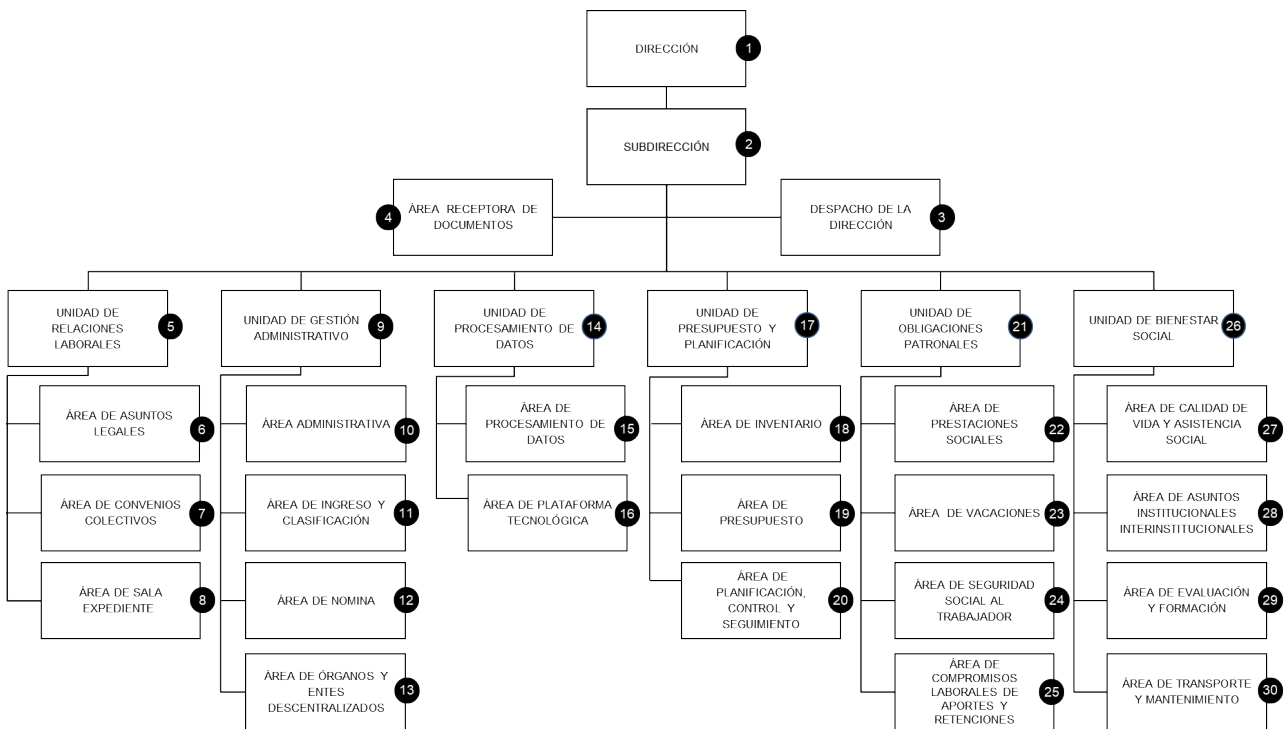 DIRECCIÓN
1
SUBDIRECCIÓN
2
4
ÁREA RECEPTORA DE
DOCUMENTOS
DESPACHO DE LA
DIRECCIÓN
3
UNIDAD DE
RELACIONES
LABORALES
5
UNIDAD DE GESTIÓN
ADMINISTRATIVO
9
UNIDAD DE
PROCESAMIENTO DE
DATOS
14
UNIDAD DE
PRESUPUESTO Y
PLANIFICACIÓN
17
UNIDAD DE
OBLIGACIONES
PATRONALES
21
UNIDAD DE BIENESTAR
SOCIAL
26
ÁREA DE ASUNTOS
LEGALES
6
ÁREA ADMINISTRATIVA
10
ÁREA DE
PROCESAMIENTO DE
DATOS
15
ÁREA DE INVENTARIO
18
ÁREA DE
PRESTACIONES
SOCIALES
22
ÁREA DE CALIDAD DE
VIDA Y ASISTENCIA
SOCIAL
27
ÁREA DE CONVENIOS
COLECTIVOS
7
ÁREA DE INGRESO Y
CLASIFICACIÓN
11
ÁREA DE PLATAFORMA
TECNOLÓGICA
16
ÁREA DE
PRESUPUESTO
19
ÁREA DE VACACIONES
23
ÁREA DE ASUNTOS
INSTITUCIONALES
INTERINSTITUCIONALES
28
ÁREA DE SALA
EXPEDIENTE
8
ÁREA DE NOMINA
12
ÁREA DE
PLANIFICACIÓN,
CONTROL Y
SEGUIMIENTO
20
ÁREA DE SEGURIDAD
SOCIAL AL
TRABAJADOR
24
ÁREA DE EVALUACIÓN
Y FORMACIÓN
29
ÁREA DE ÓRGANOS Y
ENTES
DESCENTRALIZADOS
13
ÁREA DE
COMPROMISOS
LABORALES DE
APORTES Y
RETENCIONES
25
ÁREA DE TRANSPORTE
Y MANTENIMIENTO
30